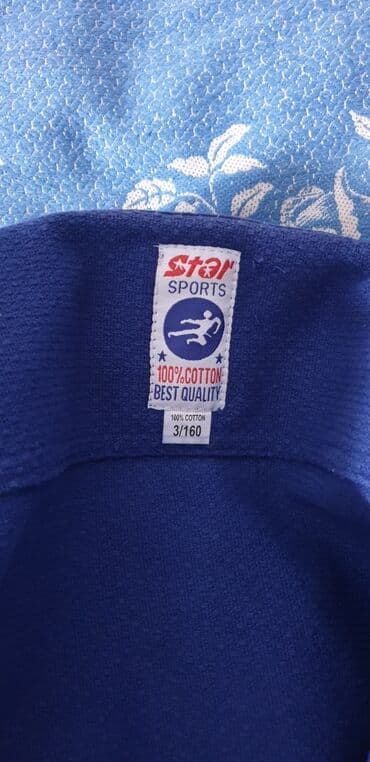 Star
SPORTS
100% COTTON
BEST QUALITY
100% COTTON
3/160